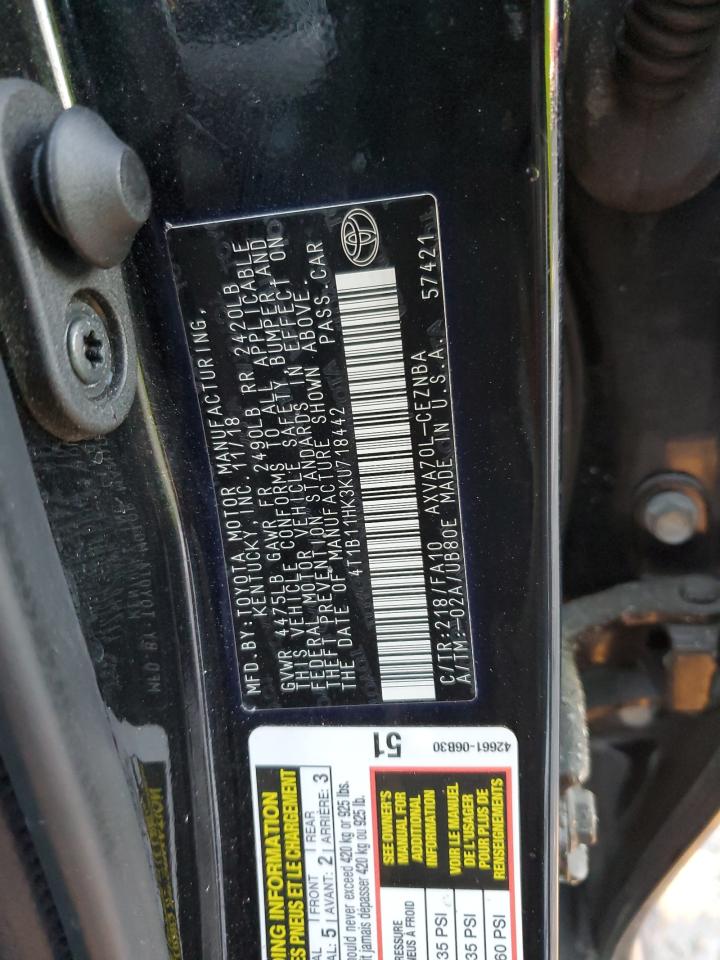 MFD.BY:TOYOTA MOTOR MANUFACTURING,
KENTUCKY, INC. 11/18
GVWR 4475LB GAWR FR 2490LB RR 2420LB
THIS VEHICLE CONFORMS TO ALL APPLICABLE
FEDERAL MOTOR VEHICLE SAFETY, BUMPER, AND
THEFT PREVENTION STANDARDS IN EFFECT ON
THE DATE OF MANUFACTURE SHOWN ABOVE.
4T1B11HK3KU718442 PASS.CAR
C/TR:218/FA10 AXVA70L-CEZNBA
A/TM:-02A/UB80E MADE IN U.S.A. 57421
51
42661-06B30
INFORMATION
PNEUS ET LE CHARGEMENT
5 FRONT 2 REAR 3
AVANT: ARRIÈRE:
should never exceed 420 kg or 925 lbs.
jamais dépasser 420 kg ou 925 lb.
SEE OWNER'S
MANUAL FOR
ADDITIONAL
INFORMATION
VOIR LE MANUEL
DE L'USAGER
POUR PLUS DE
RENSEIGNEMENTS
35 PSI
35 PSI
60 PSI